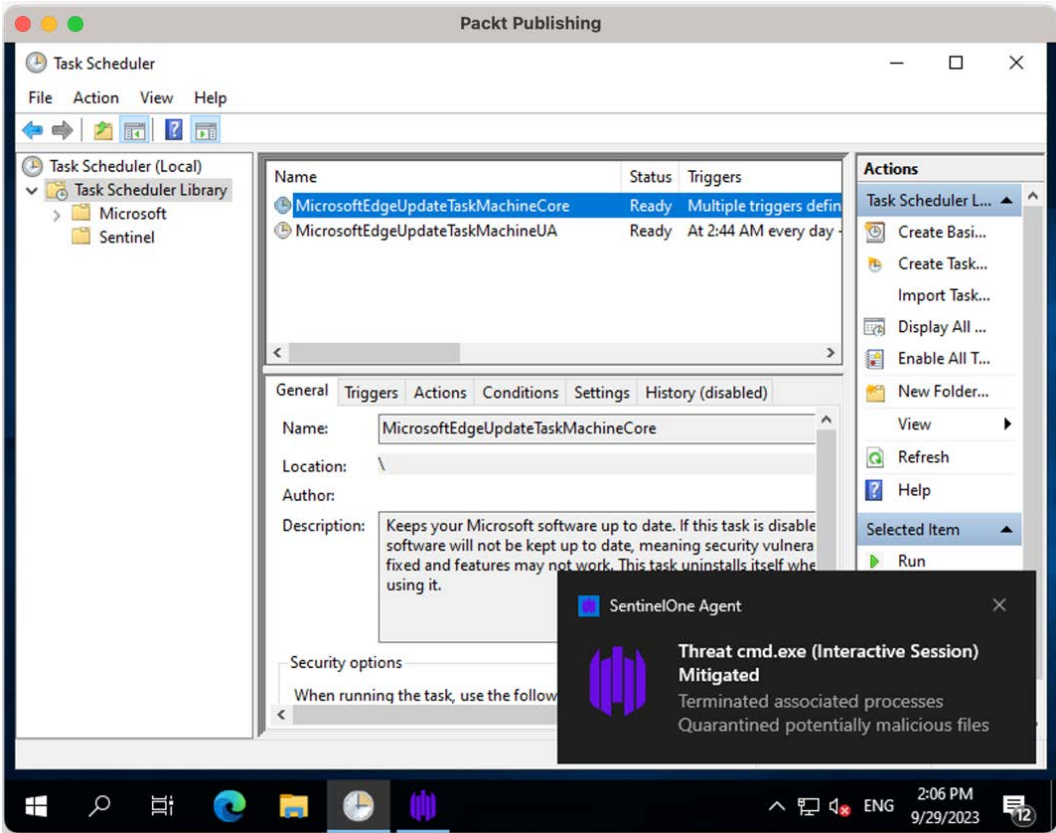 Packt Publishing
Task Scheduler
File Action View Help
Task Scheduler (Local)
Task Scheduler Library
Microsoft
Sentinel
Name Status Triggers
MicrosoftEdgeUpdateTaskMachineCore Ready Multiple triggers defin
MicrosoftEdgeUpdateTaskMachineUA Ready At 2:44 AM every day -
General Triggers Actions Conditions Settings History (disabled)
Name: MicrosoftEdgeUpdateTaskMachineCore
Location: \
Author:
Description: Keeps your Microsoft software up to date. If this task is disable
software will not be kept up to date, meaning security vulnera
fixed and features may not work. This task uninstalls itself whe
using it.
Security options
When running the task, use the follow
Actions
Task Scheduler L...
Create Basi...
Create Task...
Import Task...
Display All ...
Enable All T...
New Folder...
View
Refresh
Help
Selected Item
Run
SentinelOne Agent
Threat cmd.exe (Interactive Session)
Mitigated
Terminated associated processes
Quarantined potentially malicious files
ENG
2:06 PM
9/29/2023
12